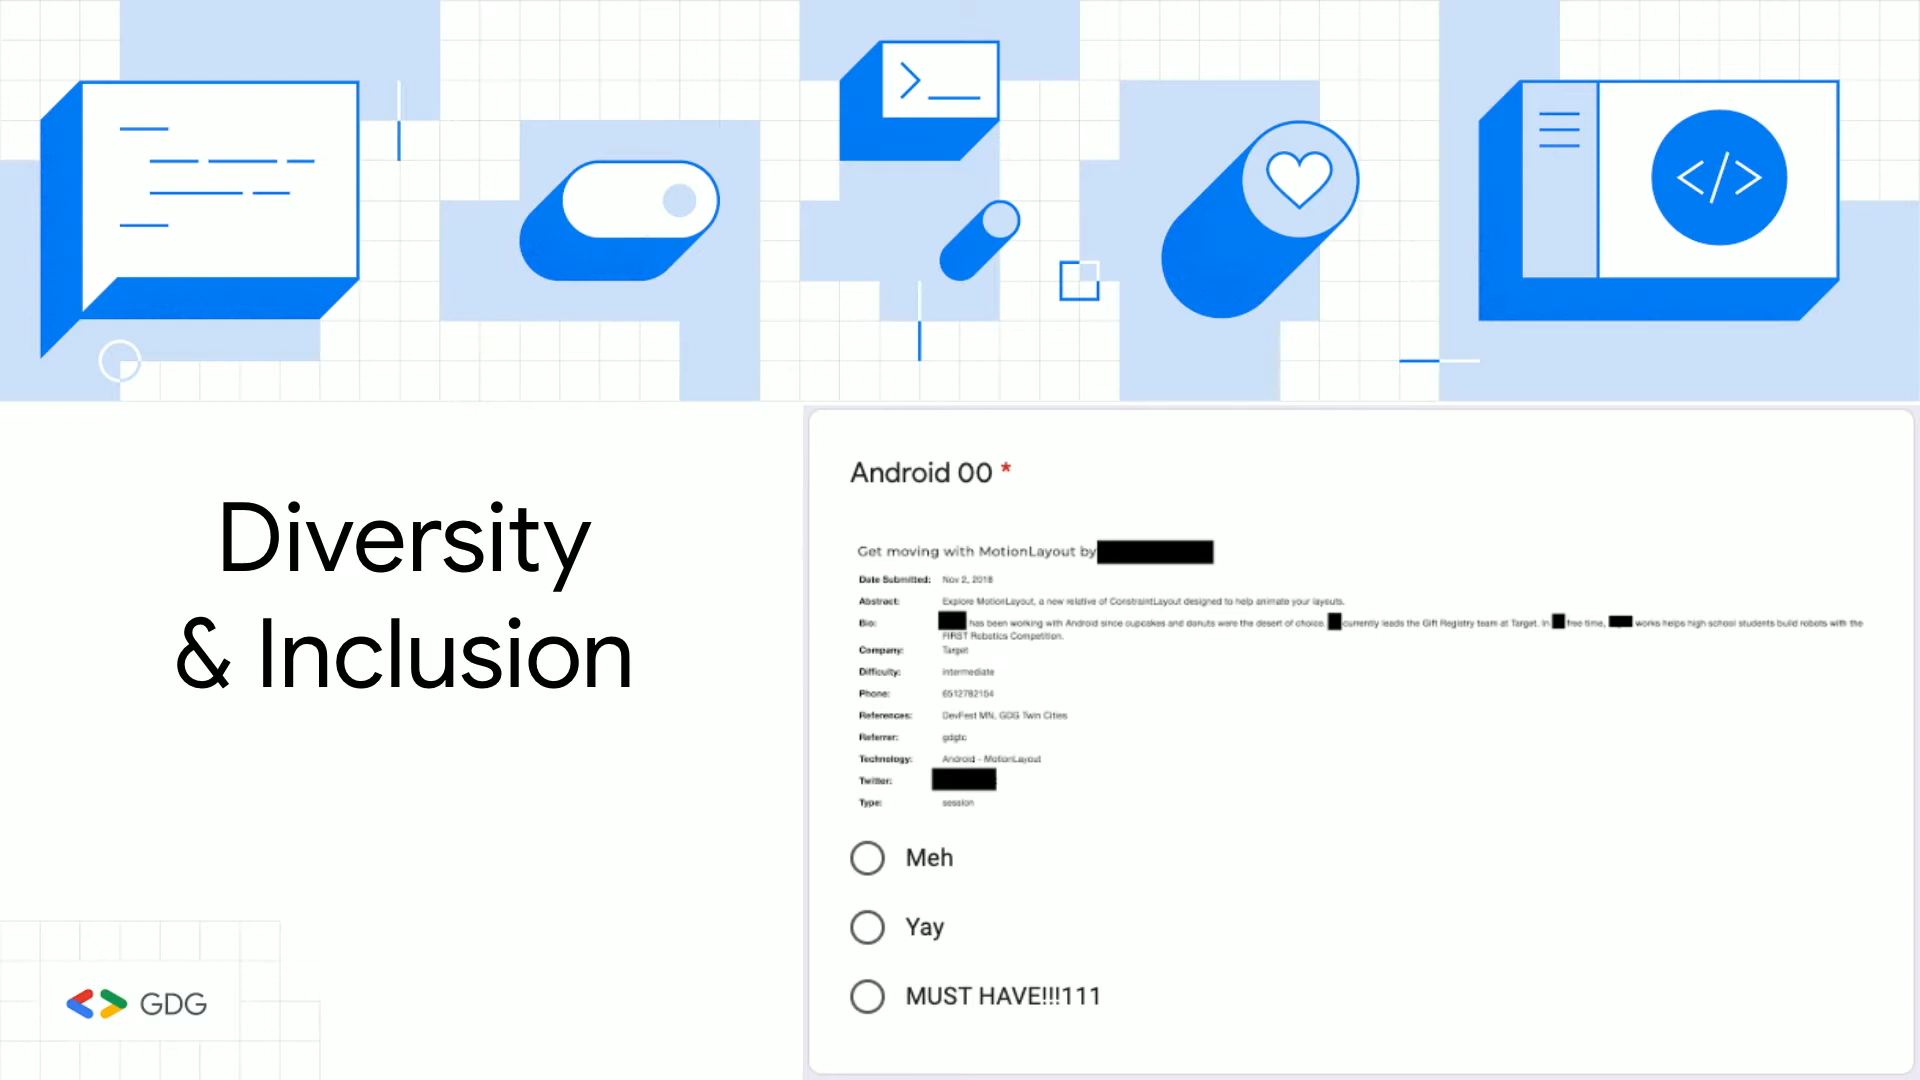 >_
</>
Diversity
& Inclusion
GDG
Android 00 *
Get moving with MotionLayout by
Date Submitted: Nov 2, 2018
Abstract: Explore MotionLayout, a new relative of ConstraintLayout designed to help animate your layouts.
Bio: has been working with Android since cupcakes and donuts were the desert of choice. currently leads the Gift Registry team at Target. In free time, works helps high school students build robots with the
FIRST Robotics Competition.
Company: Target
Difficulty: intermediate
Phone: 6512782154
References: DevFest MN, GDG Twin Cities
Referrer: gdgtc
Technology: Android - MotionLayout
Twitter:
Type: session
Meh
Yay
MUST HAVE!!!111